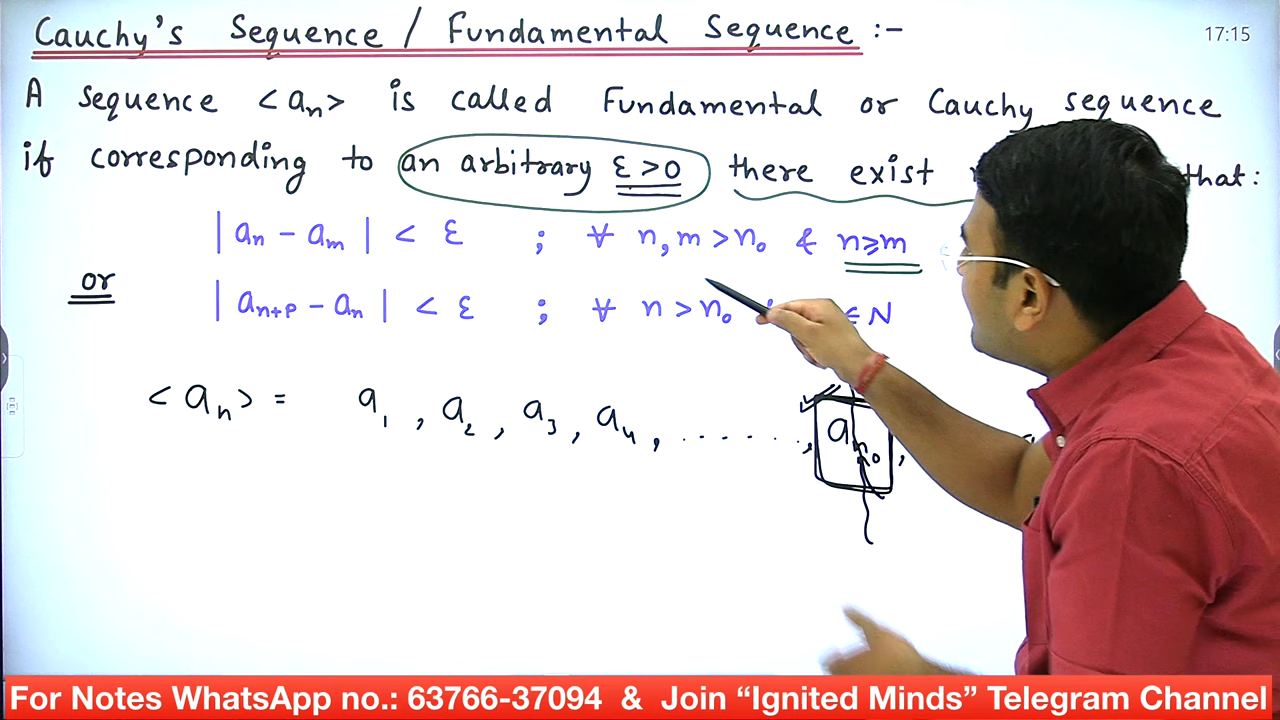 Cauchy's Sequence / Fundamental Sequence :-
17:15
A sequence <aₙ> is called Fundamental or Cauchy sequence
if corresponding to an arbitrary ε > 0 there exist that:
| aₙ - aₘ | < ε ; ∀ n, m > n₀ & n ⩾ m
or
| aₙ₊ₚ - aₙ | < ε ; ∀ n > n₀ ∈ N
<aₙ> = a₁ , a₂ , a₃ , a₄ , . . . . . . , aₙ₀ ,
For Notes WhatsApp no.: 63766-37094 & Join “Ignited Minds” Telegram Channel